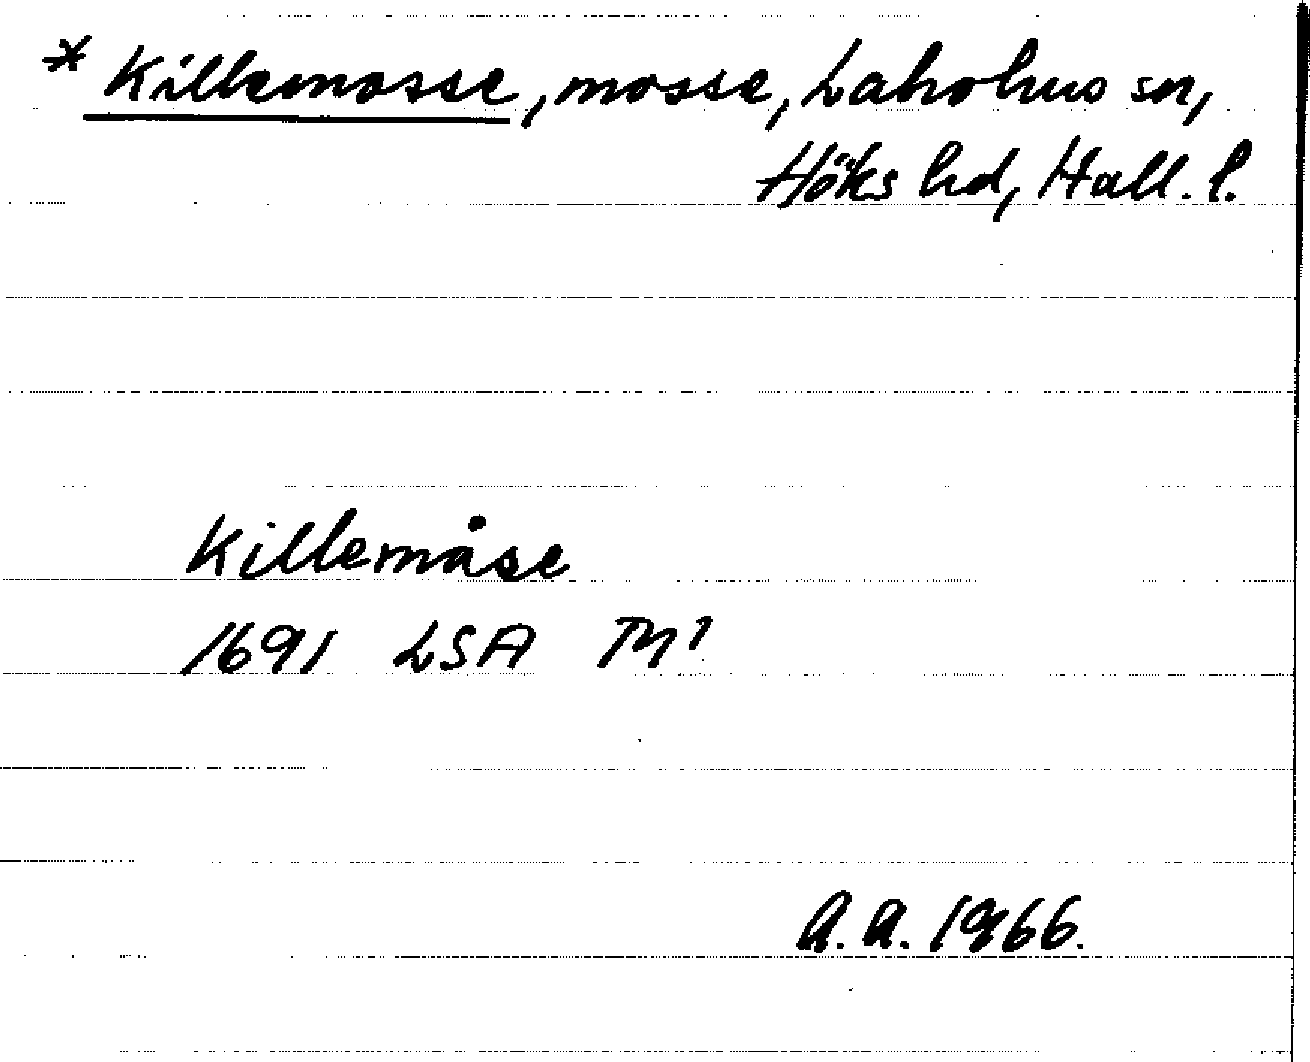 * Killemosse, mosse, Laholms sn,
Höks hd, Hall. l.
Killemåse
1691 LSA M¹
A. A. 1966.